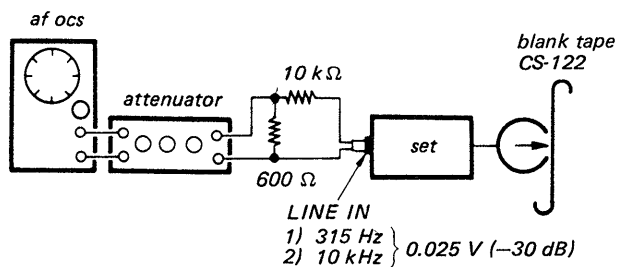 af ocs
attenuator
10 kΩ
600 Ω
LINE IN
1) 315 Hz
2) 10 kHz
0.025 V (−30 dB)
set
blank tape
CS-122